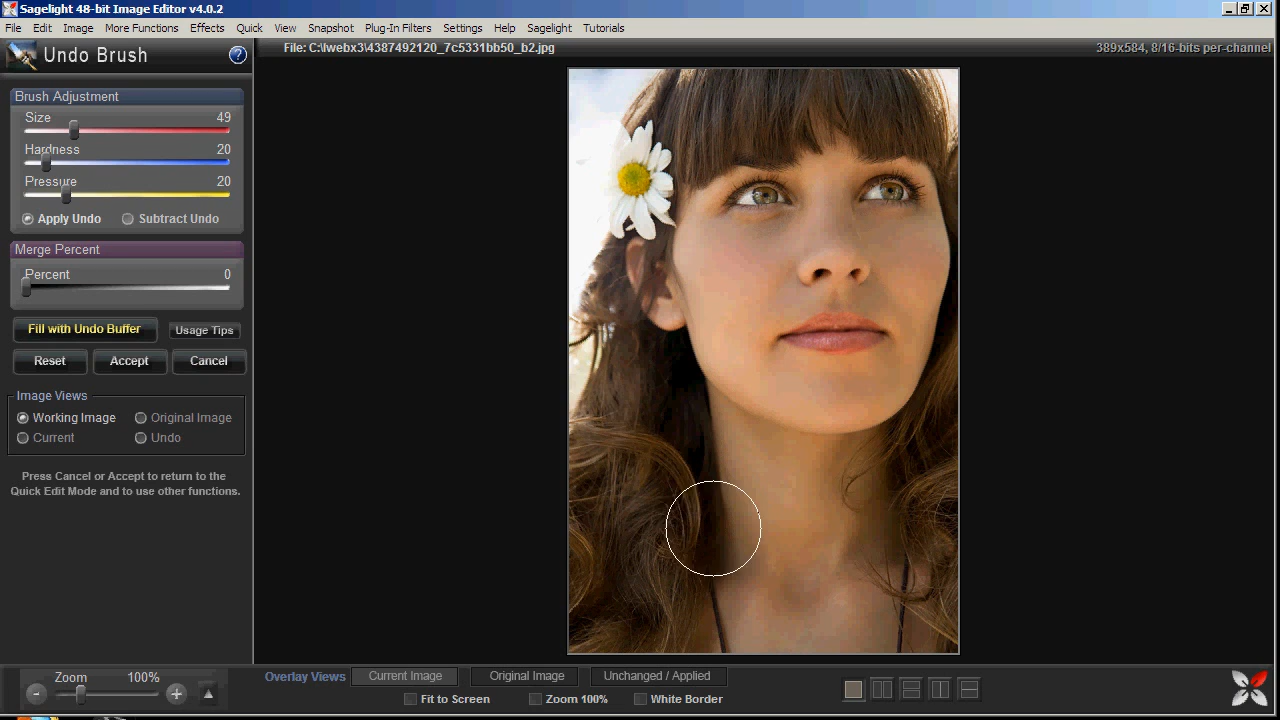 Sagelight 48-bit Image Editor v4.0.2
File Edit Image More Functions Effects Quick View Snapshot Plug-In Filters Settings Help Sagelight Tutorials
Undo Brush ?
File: C:\lwebx3\4387492120_7c5331bb50_b2.jpg
389x584, 8/16-bits per-channel
Brush Adjustment
Size 49
Hardness 20
Pressure 20
Apply Undo Subtract Undo
Merge Percent
Percent 0
Fill with Undo Buffer Usage Tips
Reset Accept Cancel
Image Views
Working Image Original Image
Current Undo
Press Cancel or Accept to return to the
Quick Edit Mode and to use other functions.
Zoom 100%
Overlay Views Current Image Original Image Unchanged / Applied
Fit to Screen Zoom 100% White Border